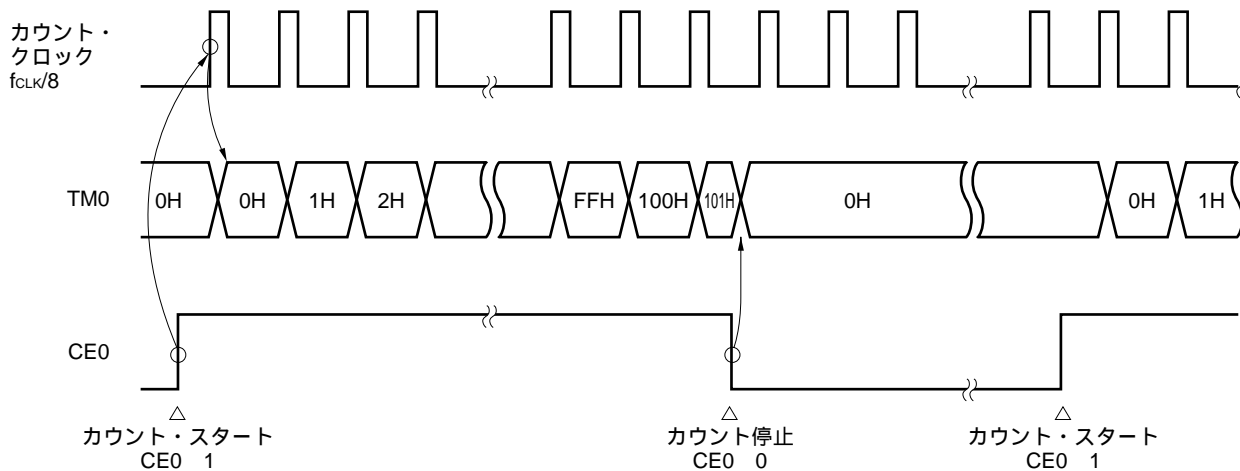 カウント・
クロック
fCLK/8
TM0
0H
0H
1H
2H
FFH
100H
101H
0H
0H
1H
CE0
カウント・スタート
CE0 1
カウント停止
CE0 0
カウント・スタート
CE0 1